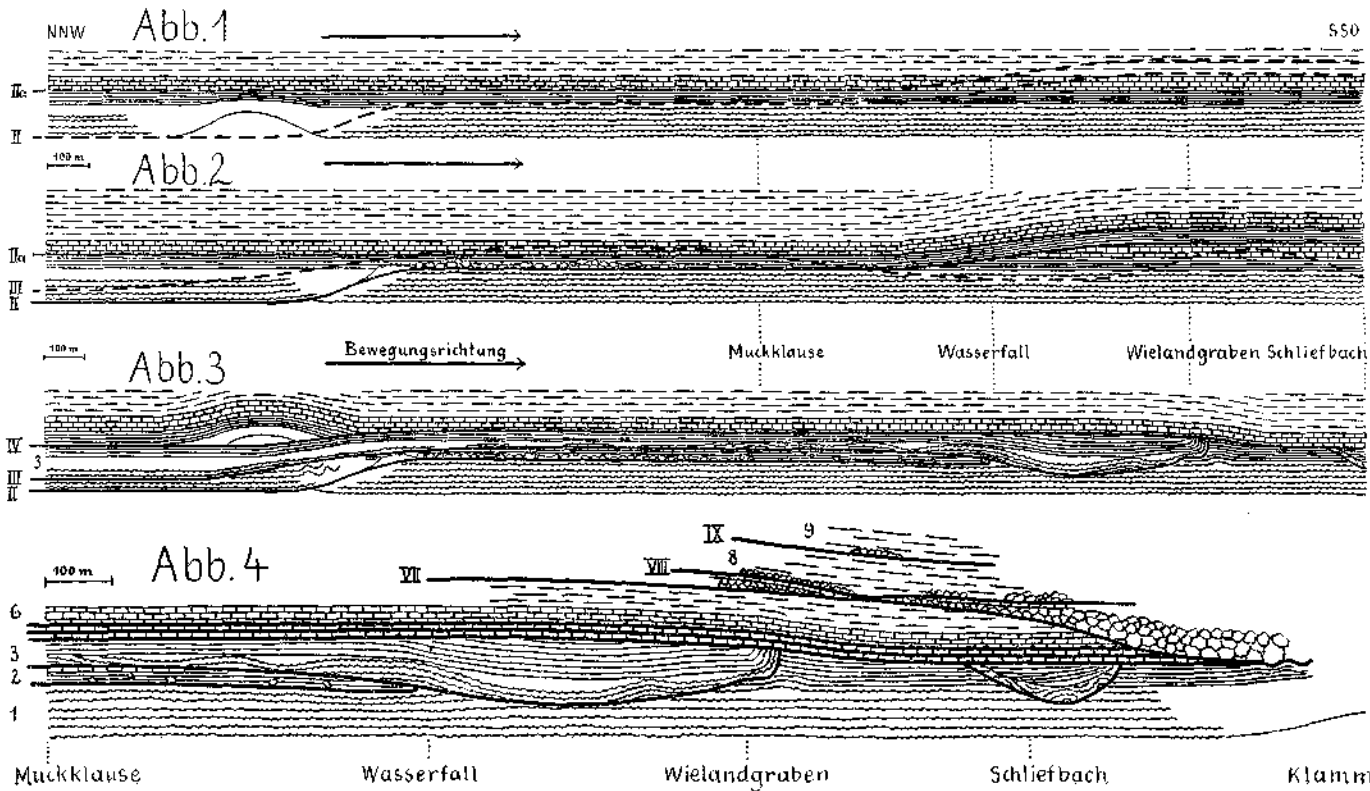 Abb.1
NNW
SSO
II
100 m
Abb.2
IIa
III
II
100 m
Bewegungsrichtung
Muckklause
Wasserfall
Wielandgraben
Schliefbach
Abb.3
IV
3
III
II
IX
9
100 m
Abb.4
VII
VIII
8
6
3
2
1
Muckklause
Wasserfall
Wielandgraben
Schliefbach
Klamm